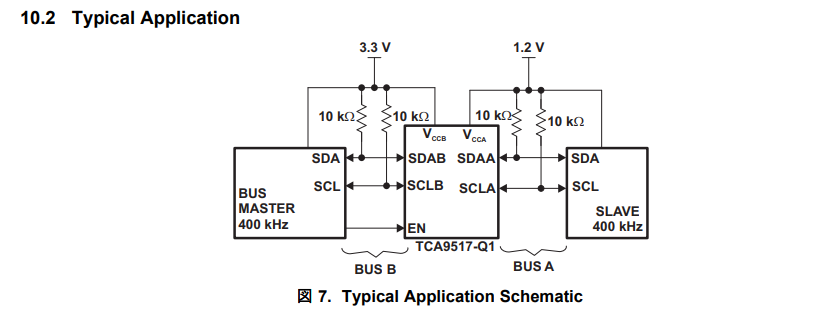 10.2 Typical Application
3.3 V
1.2 V
10 kΩ
10 kΩ
10 kΩ
10 kΩ
VCCB VCCA
SDA
SDAB SDAA
SDA
SCL
SCLB SCLA
SCL
BUS
MASTER
400 kHz
SLAVE
400 kHz
EN
TCA9517-Q1
BUS B
BUS A
図 7. Typical Application Schematic